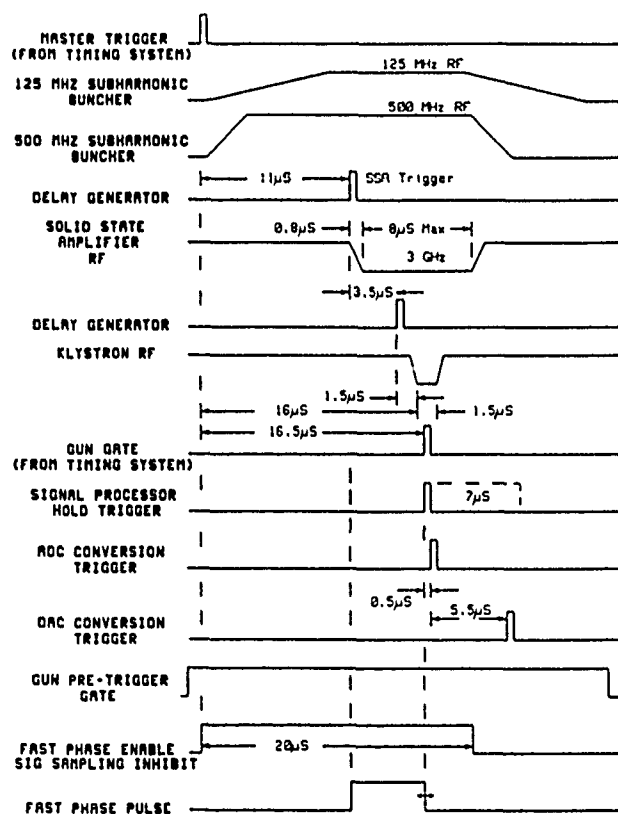 MASTER TRIGGER
(FROM TIMING SYSTEM)
125 MHz RF
125 MHZ SUBHARMONIC
BUNCHER
500 MHz RF
500 MHZ SUBHARMONIC
BUNCHER
11µS
SSA Trigger
DELAY GENERATOR
SOLID STATE
AMPLIFIER
RF
0.8µS
8µS Max
3 GHz
3.5µS
DELAY GENERATOR
KLYSTRON RF
1.5µS
16µS
1.5µS
16.5µS
GUN GATE
(FROM TIMING SYSTEM)
SIGNAL PROCESSOR
HOLD TRIGGER
7µS
ADC CONVERSION
TRIGGER
0.5µS
5.5µS
DAC CONVERSION
TRIGGER
GUN PRE-TRIGGER
GATE
20µS
FAST PHASE ENABLE
SIG SAMPLING INHIBIT
FAST PHASE PULSE